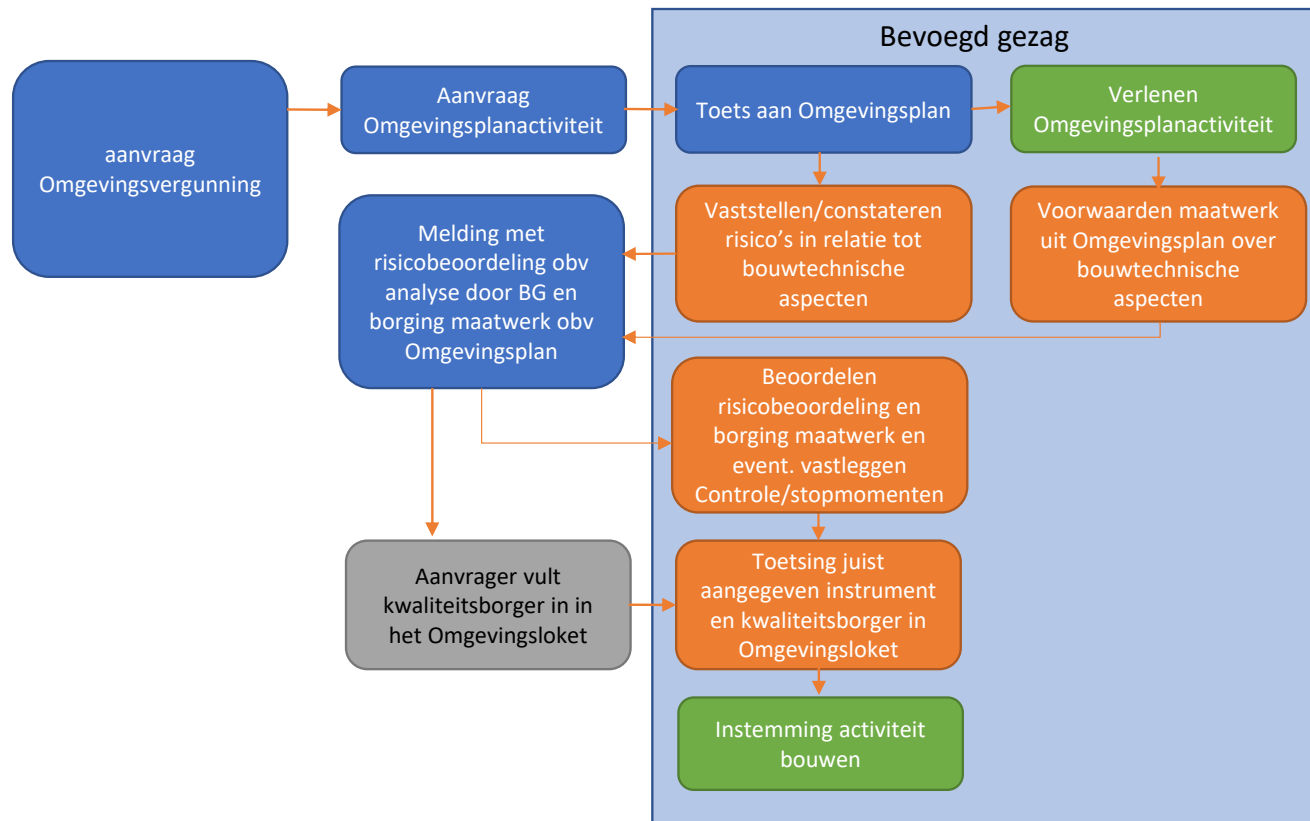 Bevoegd gezag
aanvraag
Omgevingsvergunning
Aanvraag
Omgevingsplanactiviteit
Toets aan Omgevingsplan
Verlenen
Omgevingsplanactiviteit
Melding met
risicobeoordeling obv
analyse door BG en
borging maatwerk obv
Omgevingsplan
Vaststellen/constateren
risico's in relatie tot
bouwtechnische
aspecten
Voorwaarden maatwerk
uit Omgevingsplan over
bouwtechnische
aspecten
Beoordelen
risicobeoordeling en
borging maatwerk en
event. vastleggen
Controle/stopmomenten
Aanvrager vult
kwaliteitsborger in in
het Omgevingsloket
Toetsing juist
aangegeven instrument
en kwaliteitsborger in
Omgevingsloket
Instemming activiteit
bouwen